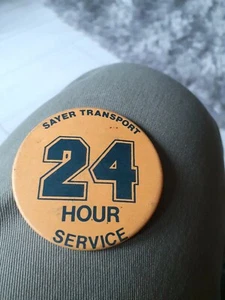 SAYER TRANSPORT
24
HOUR
SERVICE